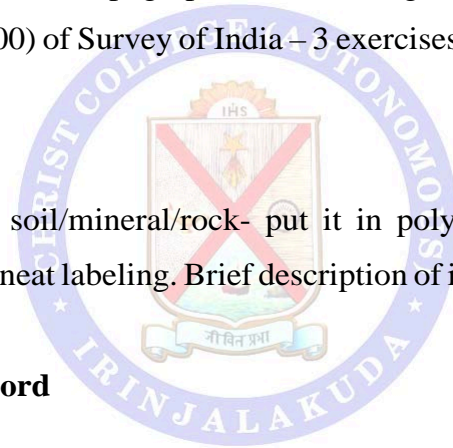 00) of Survey of India – 3 exercises
CHRIST COLLEGE (AUTONOMOUS)
IHS
soil/mineral/rock- put it in poly
neat labeling. Brief description of i
जीवित प्रभा
ord
IRINJALAKUDA